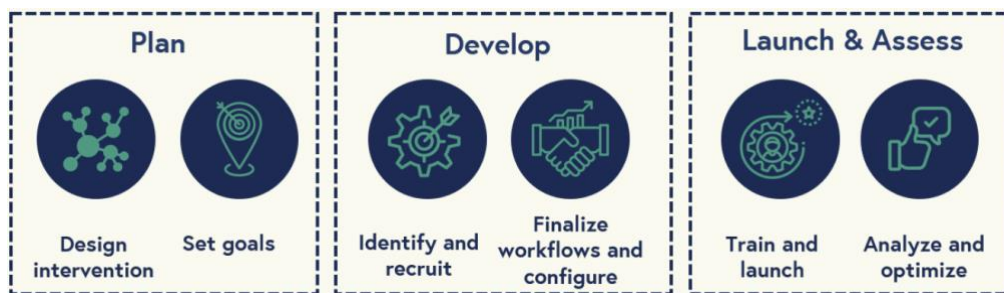 Plan
Design
intervention
Set goals
Develop
Identify and
recruit
Finalize
workflows and
configure
Launch & Assess
Train and
launch
Analyze and
optimize